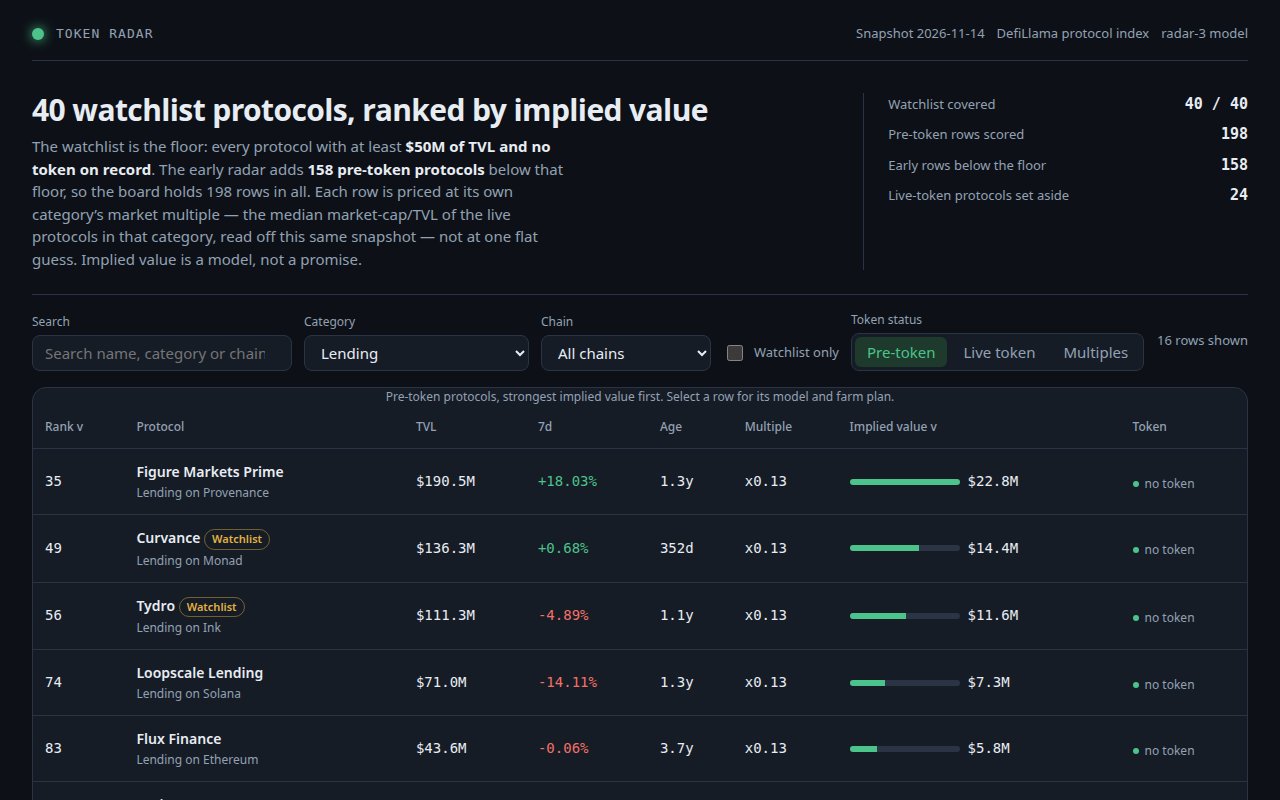 TOKEN RADAR
Snapshot 2026-11-14 DefiLlama protocol index radar-3 model
40 watchlist protocols, ranked by implied value
The watchlist is the floor: every protocol with at least $50M of TVL and no
token on record. The early radar adds 158 pre-token protocols below that
floor, so the board holds 198 rows in all. Each row is priced at its own
category's market multiple — the median market-cap/TVL of the live
protocols in that category, read off this same snapshot — not at one flat
guess. Implied value is a model, not a promise.
Watchlist covered 40 / 40
Pre-token rows scored 198
Early rows below the floor 158
Live-token protocols set aside 24
Search
Search name, category or chain
Category
Lending
Chain
All chains
Watchlist only
Token status
Pre-token Live token Multiples
16 rows shown
Pre-token protocols, strongest implied value first. Select a row for its model and farm plan.
Rank v Protocol TVL 7d Age Multiple Implied value v Token
35 Figure Markets Prime $190.5M +18.03% 1.3y x0.13 $22.8M no token
Lending on Provenance
49 Curvance Watchlist $136.3M +0.68% 352d x0.13 $14.4M no token
Lending on Monad
56 Tydro Watchlist $111.3M -4.89% 1.1y x0.13 $11.6M no token
Lending on Ink
74 Loopscale Lending $71.0M -14.11% 1.3y x0.13 $7.3M no token
Lending on Solana
83 Flux Finance $43.6M -0.06% 3.7y x0.13 $5.8M no token
Lending on Ethereum